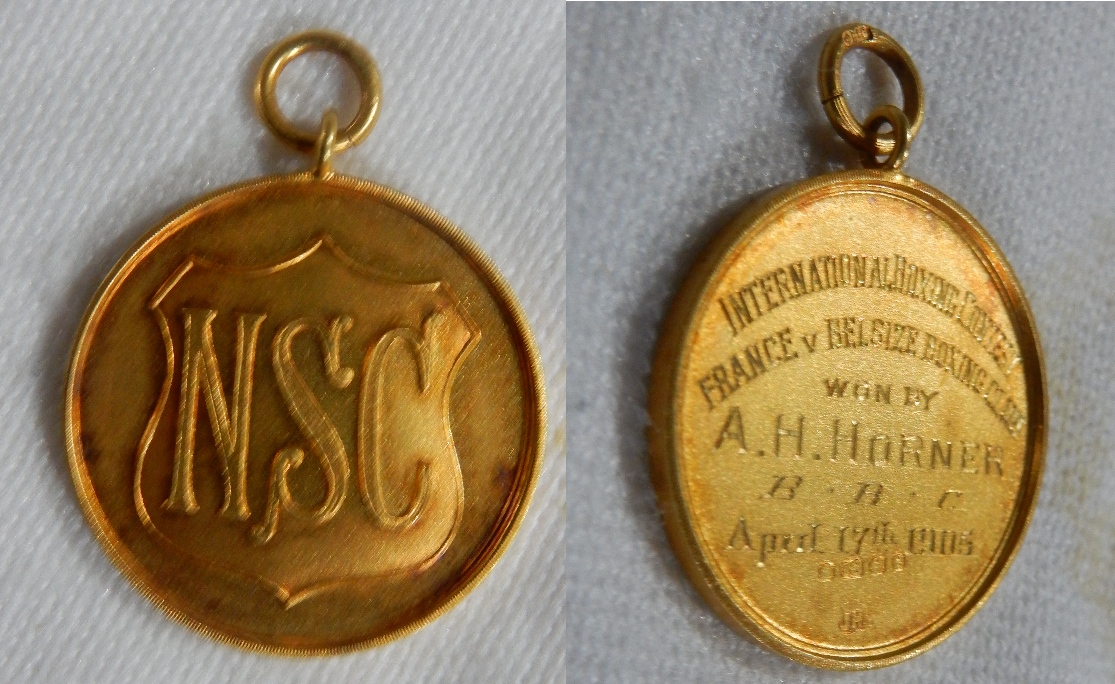 NSC
INTERNATIONAL BOXING CONTEST
FRANCE v BELSIZE BOXING CLUB
WON BY
A.H. HORNER
B · B · C
April 17th 1905